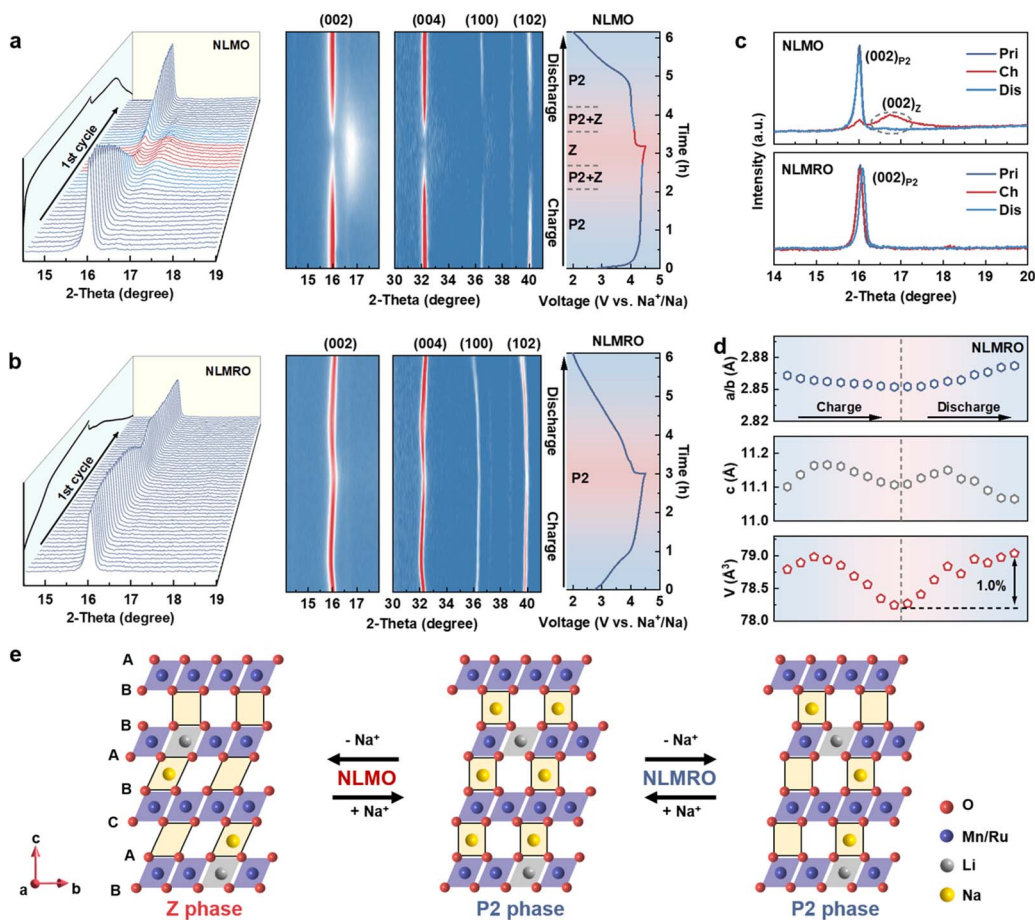 a
NLMO
1st cycle
15 16 17 18 19
2-Theta (degree)
(002) (004) (100) (102) NLMO
Discharge
Charge
P2
P2+Z
Z
P2+Z
P2
6
5
4
3
2
1
0
Time (h)
16 17 30 32 34 36 38 40 2 3 4 5
2-Theta (degree) Voltage (V vs. Na⁺/Na)
b
NLMRO
1st cycle
15 16 17 18 19
2-Theta (degree)
(002) (004) (100) (102) NLMRO
Discharge
Charge
P2
6
5
4
3
2
1
0
Time (h)
16 17 30 32 34 36 38 40 2 3 4 5
2-Theta (degree) Voltage (V vs. Na⁺/Na)
c
NLMO
(002)P2
(002)Z
Pri
Ch
Dis
NLMRO
(002)P2
Pri
Ch
Dis
Intensity (a.u.)
14 15 16 17 18 19 20
2-Theta (degree)
d
NLMRO
a/b (Å)
2.88
2.85
2.82
Charge Discharge
c (Å)
11.2
11.1
11.0
V (Å³)
79.0
78.5
78.0
1.0%
e
A
B
B
A
B
C
A
B
- Na⁺
NLMO
+ Na⁺
- Na⁺
NLMRO
+ Na⁺
O
Mn/Ru
Li
Na
c
a b
Z phase P2 phase P2 phase